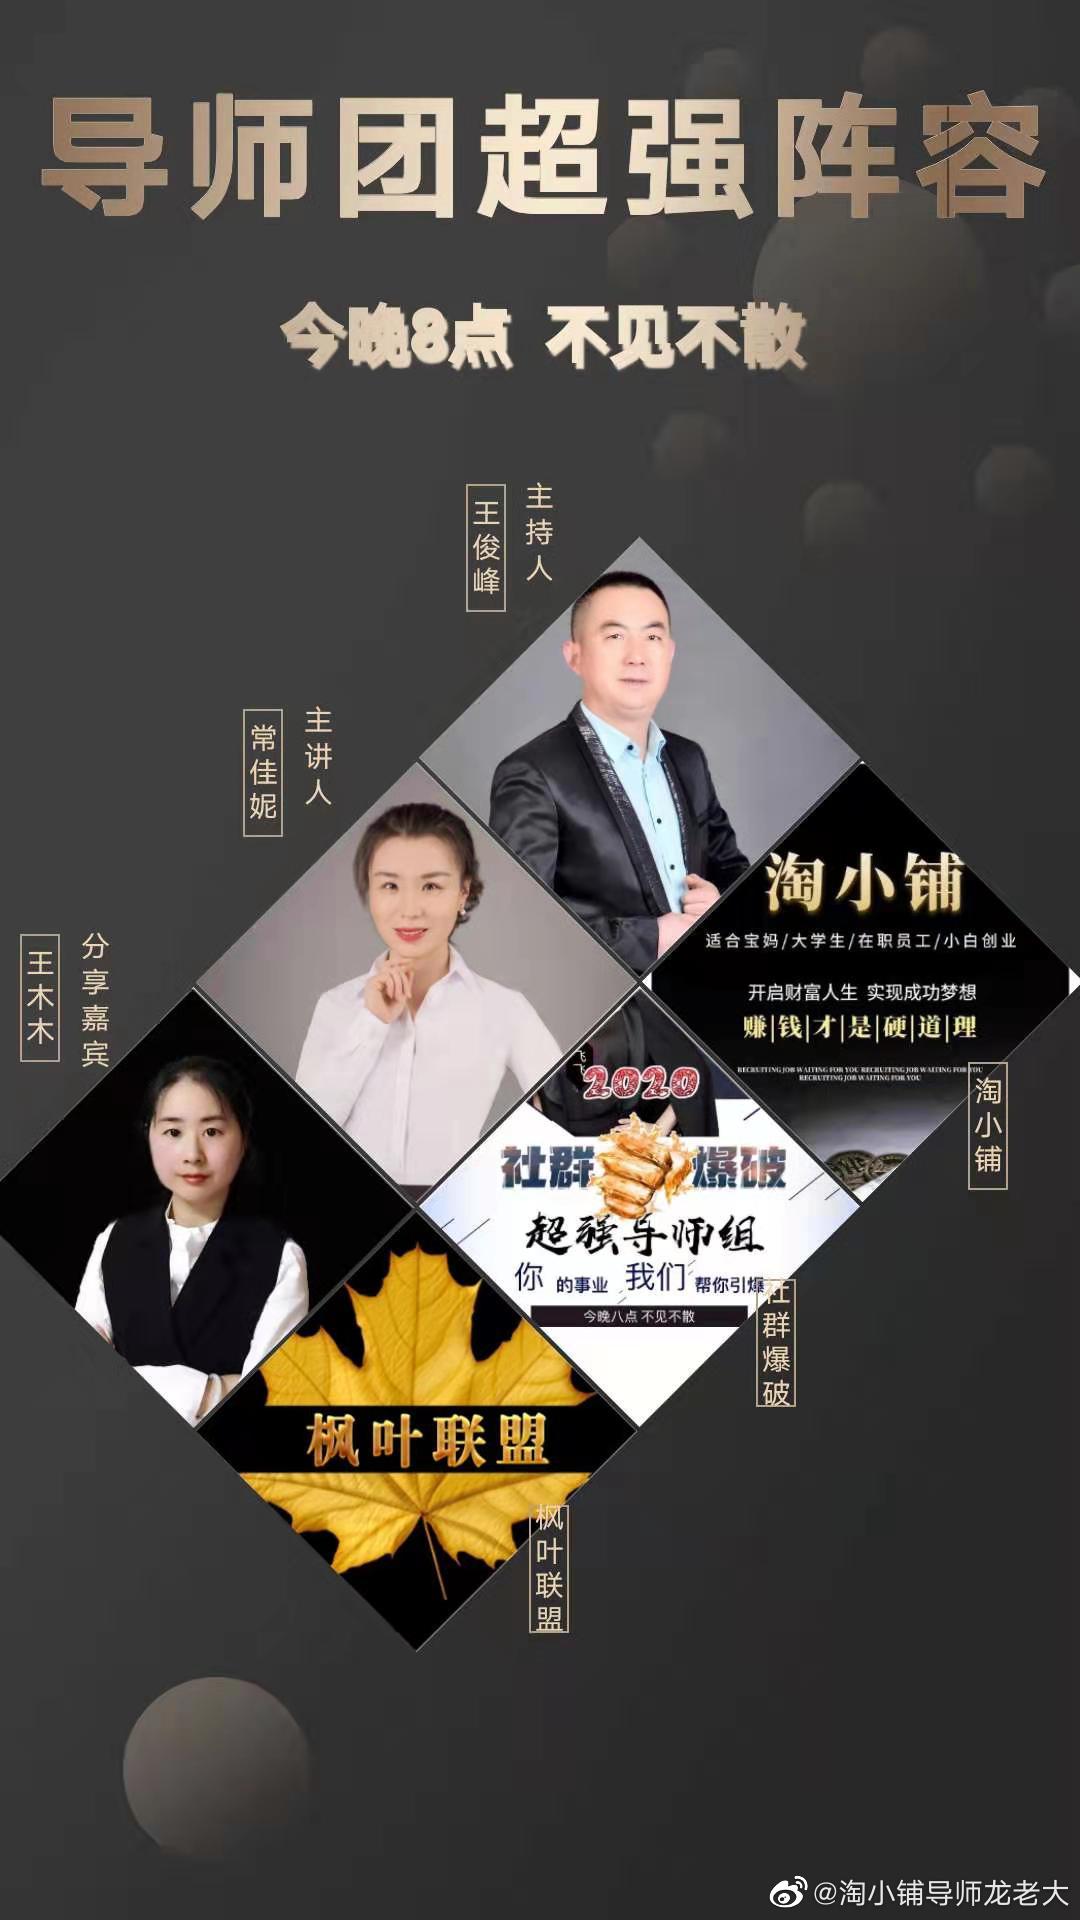 导师团超强阵容
今晚8点 不见不散
主持人
王俊峰
主讲人
常佳妮
分享嘉宾
王木木
淘小铺
适合宝妈/大学生/在职员工/小白创业
开启财富人生 实现成功梦想
赚|钱|才|是|硬|道|理
RECRUITING JOB WAITING FOR YOU RECRUITING JOB WAITING FOR YOU
RECRUITING JOB WAITING FOR YOU
淘小铺
飞飞
2020
社群爆破
超强导师组
你的事业 我们帮你引爆
今晚八点 不见不散
社群爆破
枫叶联盟
枫叶联盟
@淘小铺导师龙老大